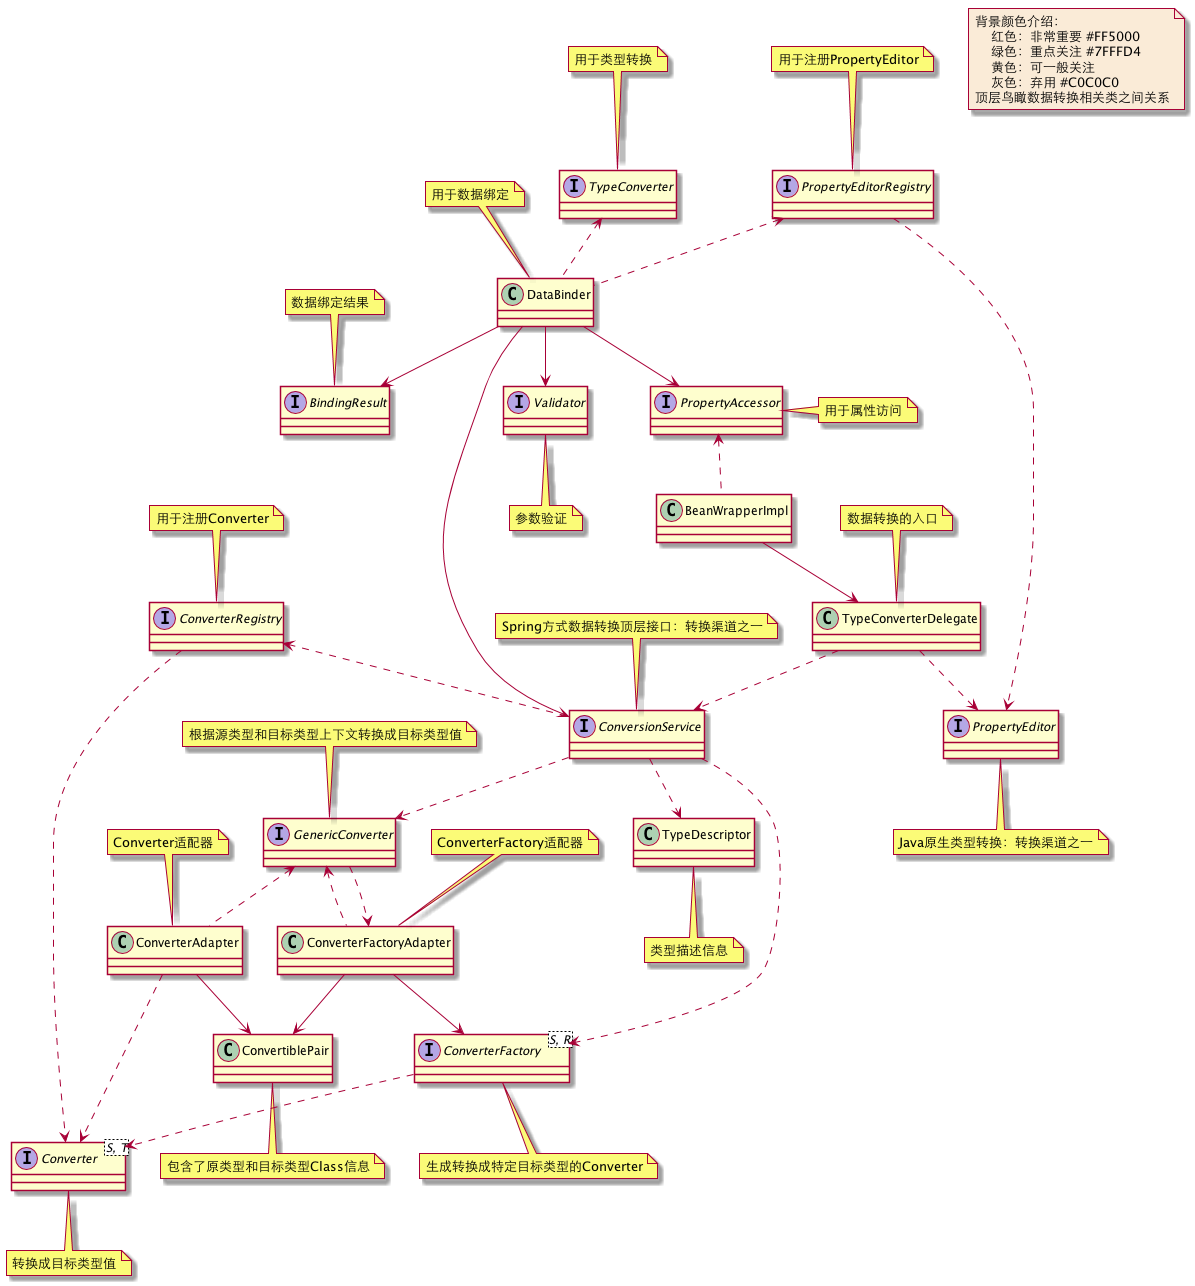 背景颜色介绍：
红色：非常重要 #FF5000
绿色：重点关注 #7FFFD4
黄色：可一般关注
灰色：弃用 #C0C0C0
顶层鸟瞰数据转换相关类之间关系
用于类型转换
用于注册PropertyEditor
I TypeConverter
I PropertyEditorRegistry
用于数据绑定
C DataBinder
数据绑定结果
I BindingResult
I Validator
I PropertyAccessor
用于属性访问
用于注册Converter
参数验证
C BeanWrapperImpl
数据转换的入口
I ConverterRegistry
Spring方式数据转换顶层接口：转换渠道之一
C TypeConverterDelegate
根据源类型和目标类型上下文转换成目标类型值
I ConversionService
I PropertyEditor
Converter适配器
I GenericConverter
ConverterFactory适配器
C TypeDescriptor
Java原生类型转换：转换渠道之一
C ConverterAdapter
C ConverterFactoryAdapter
类型描述信息
C ConvertiblePair
I ConverterFactory S, R
I Converter S, T
包含了原类型和目标类型Class信息
生成转换成特定目标类型的Converter
转换成目标类型值